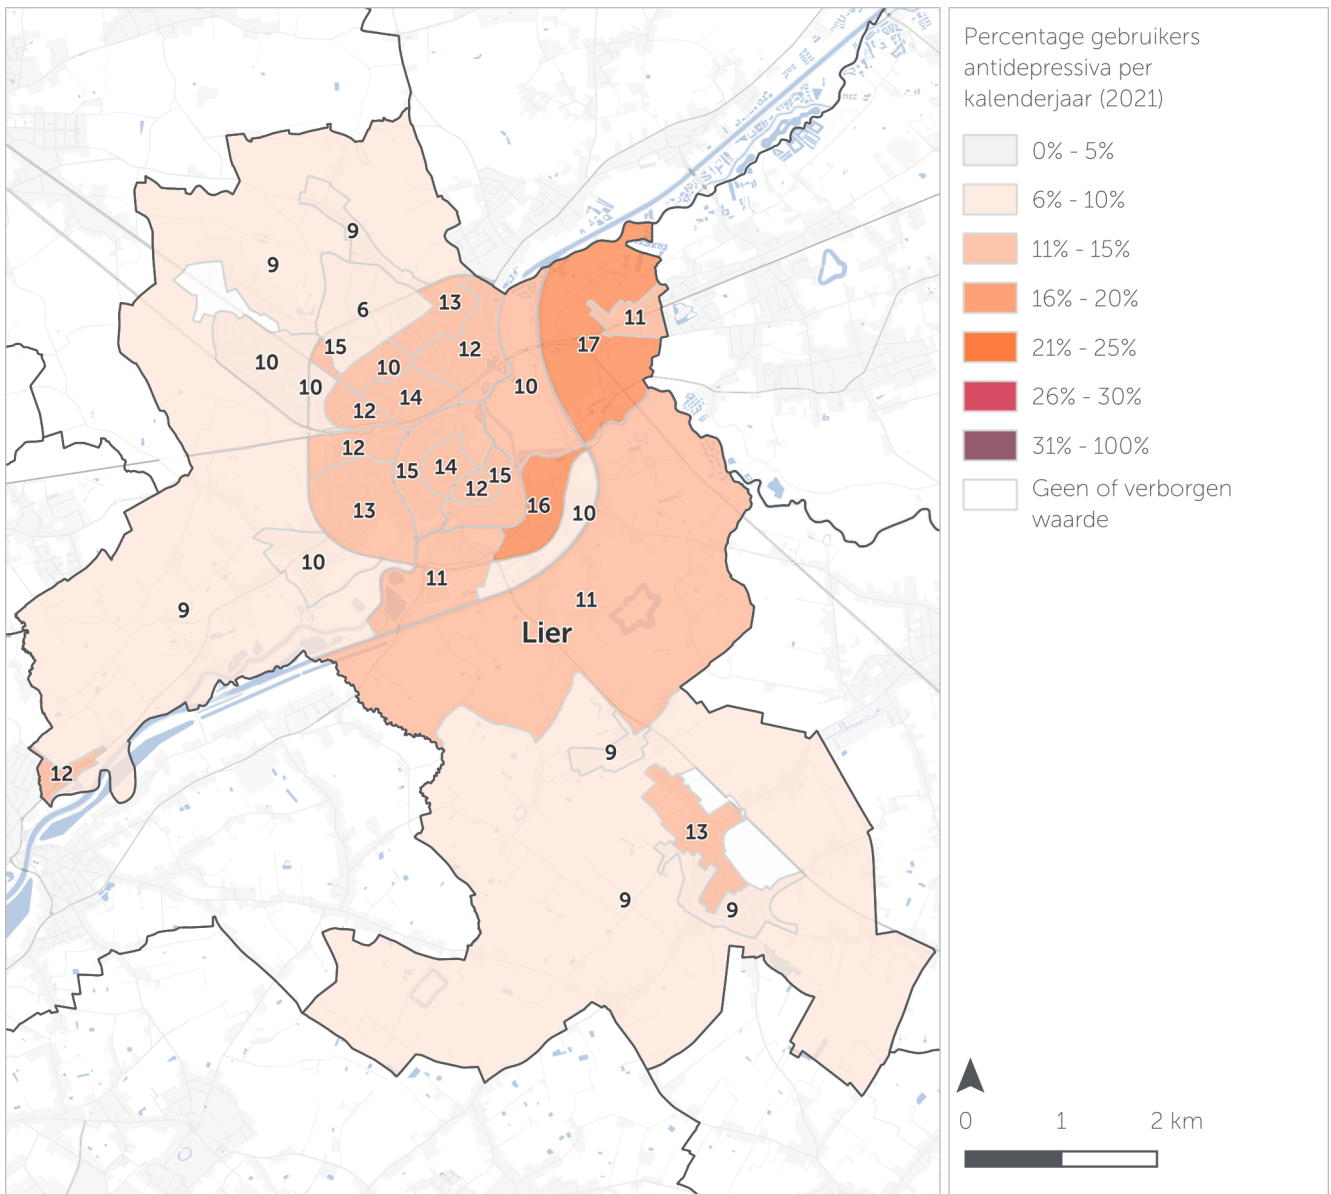 Percentage gebruikers
antidepressiva per
kalenderjaar (2021)
0% - 5%
6% - 10%
11% - 15%
16% - 20%
21% - 25%
26% - 30%
31% - 100%
Geen of verborgen
waarde
9
9
6
13
11
15
12
17
10
10
10
10
14
12
12
15
14
15
12
16
13
10
10
11
9
11
Lier
9
12
13
9
9
0 1 2 km